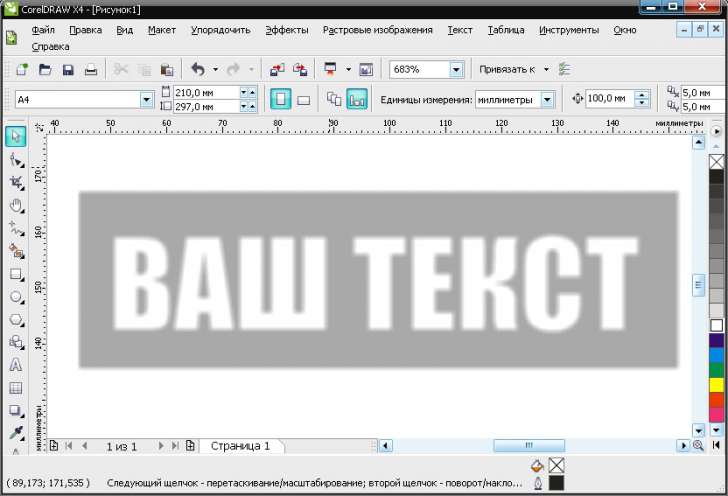 CorelDRAW X4 - [Рисунок1]
Файл Правка Вид Макет Упорядочить Эффекты Растровые изображения Текст Таблица Инструменты Окно
Справка
683% Привязать к
A4 210,0 мм 297,0 мм Единицы измерения: миллиметры 100,0 мм 5,0 мм 5,0 мм
40 60 70 80 90 100 110 120 130 140 миллиметры
170
160
150
140
миллиметры
ВАШ ТЕКСТ
1 из 1 Страница 1
( 89,173; 171,535 ) Следующий щелчок - перетаскивание/масштабирование; второй щелчок - поворот/накло...